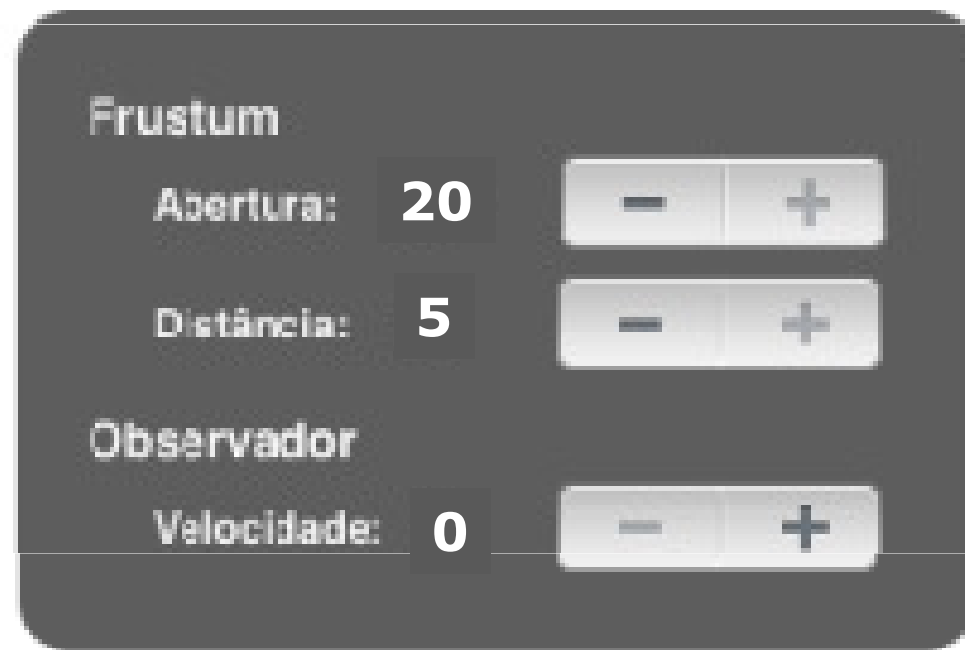 Frustum
Abertura: 20 - +
Distância: 5 - +
Observador
Velocidade: 0 - +